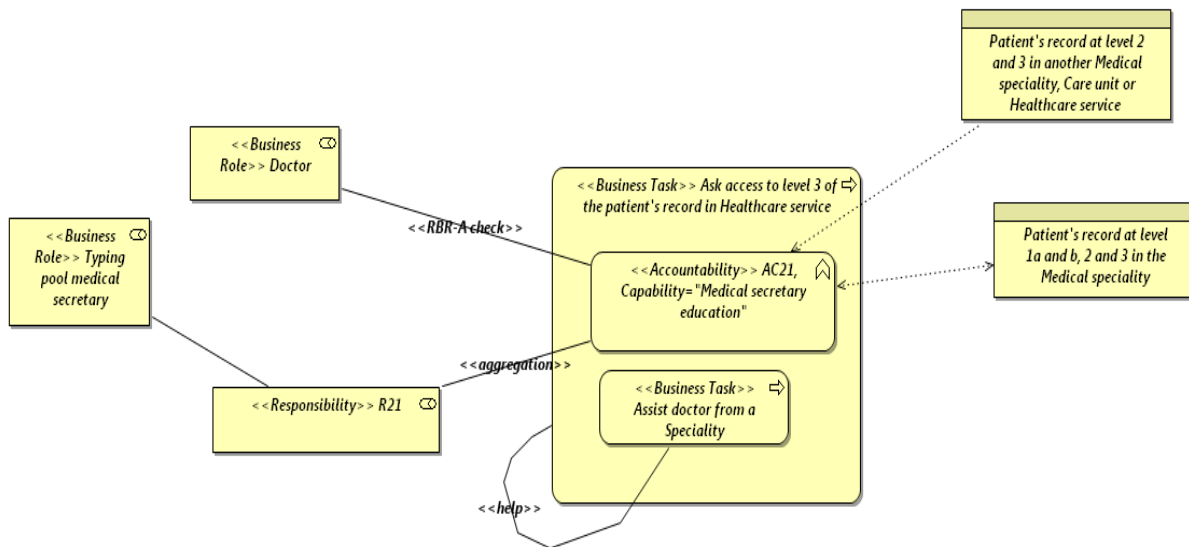 Patient's record at level 2
and 3 in another Medical
speciality, Care unit or
Healthcare service
<<Business
Role>> Doctor
<<Business Task>> Ask access to level 3 of
the patient's record in Healthcare service
<<RBR-A check>>
<<Business
Role>> Typing
pool medical
secretary
Patient's record at level
1a and b, 2 and 3 in the
Medical speciality
<<Accountability>> AC21,
Capability="Medical secretary
education"
<<aggregation>>
<<Responsibility>> R21
<<Business Task>>
Assist doctor from a
Speciality
<<help>>